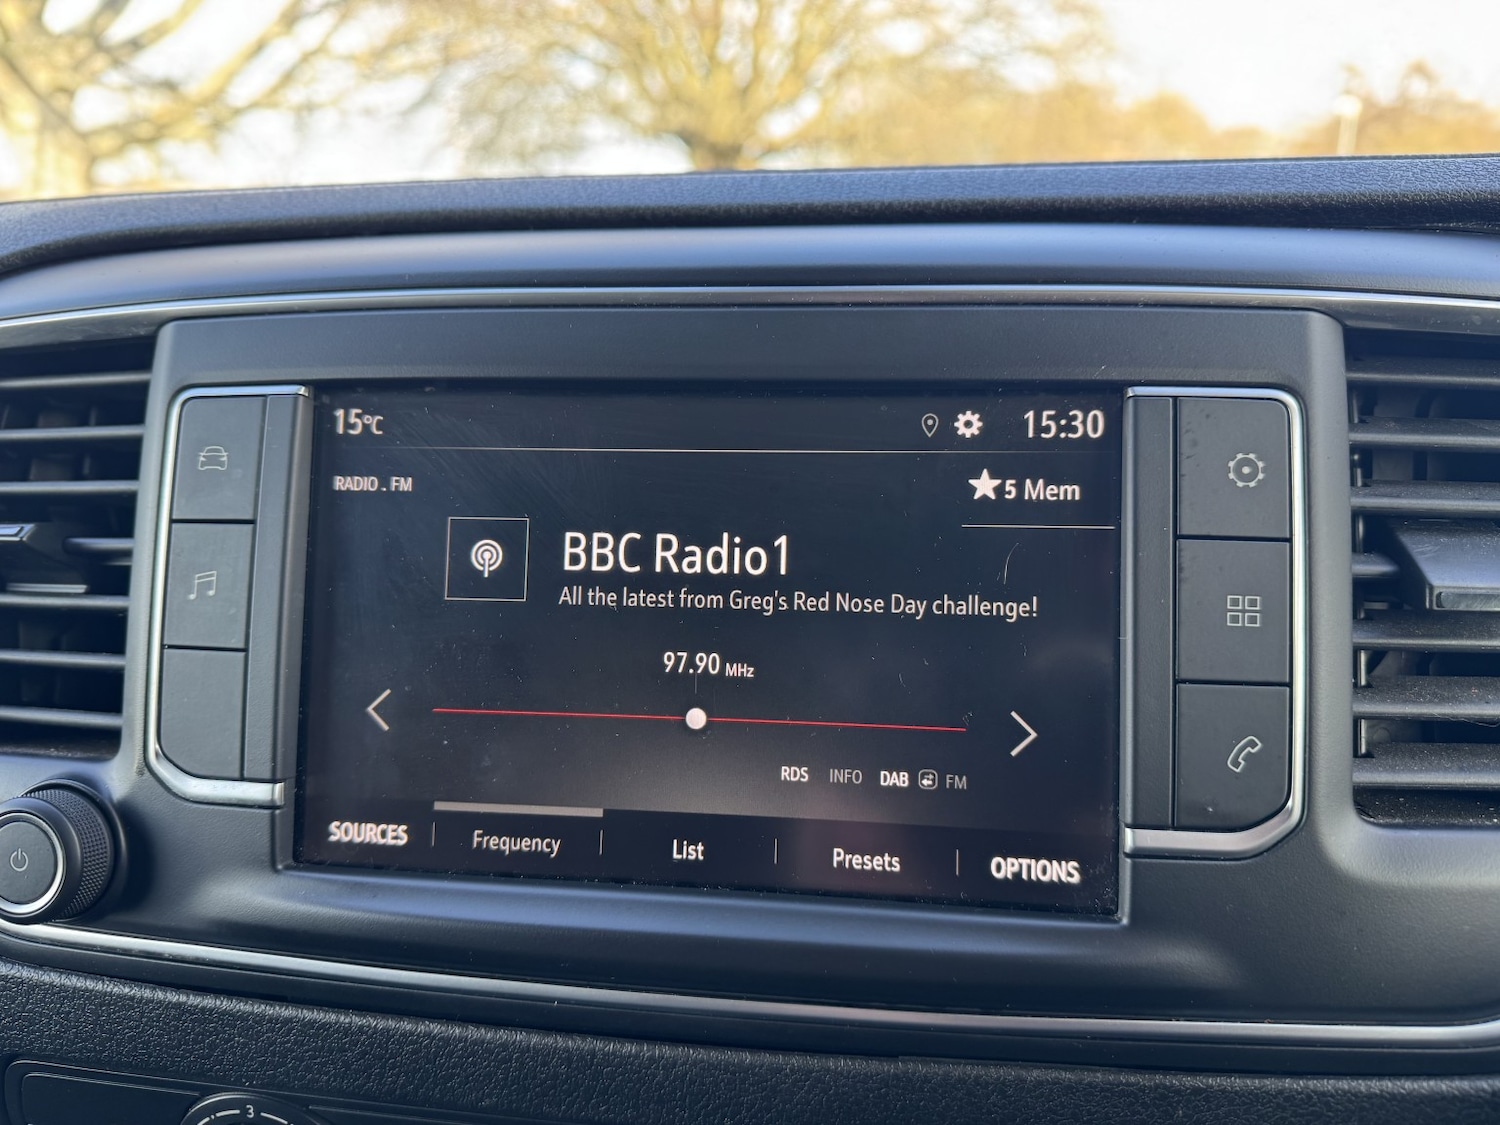 15°C 15:30
RADIO . FM
5 Mem
BBC Radio1
All the latest from Greg's Red Nose Day challenge!
97.90 MHz
RDS INFO DAB FM
SOURCES Frequency List Presets OPTIONS
3